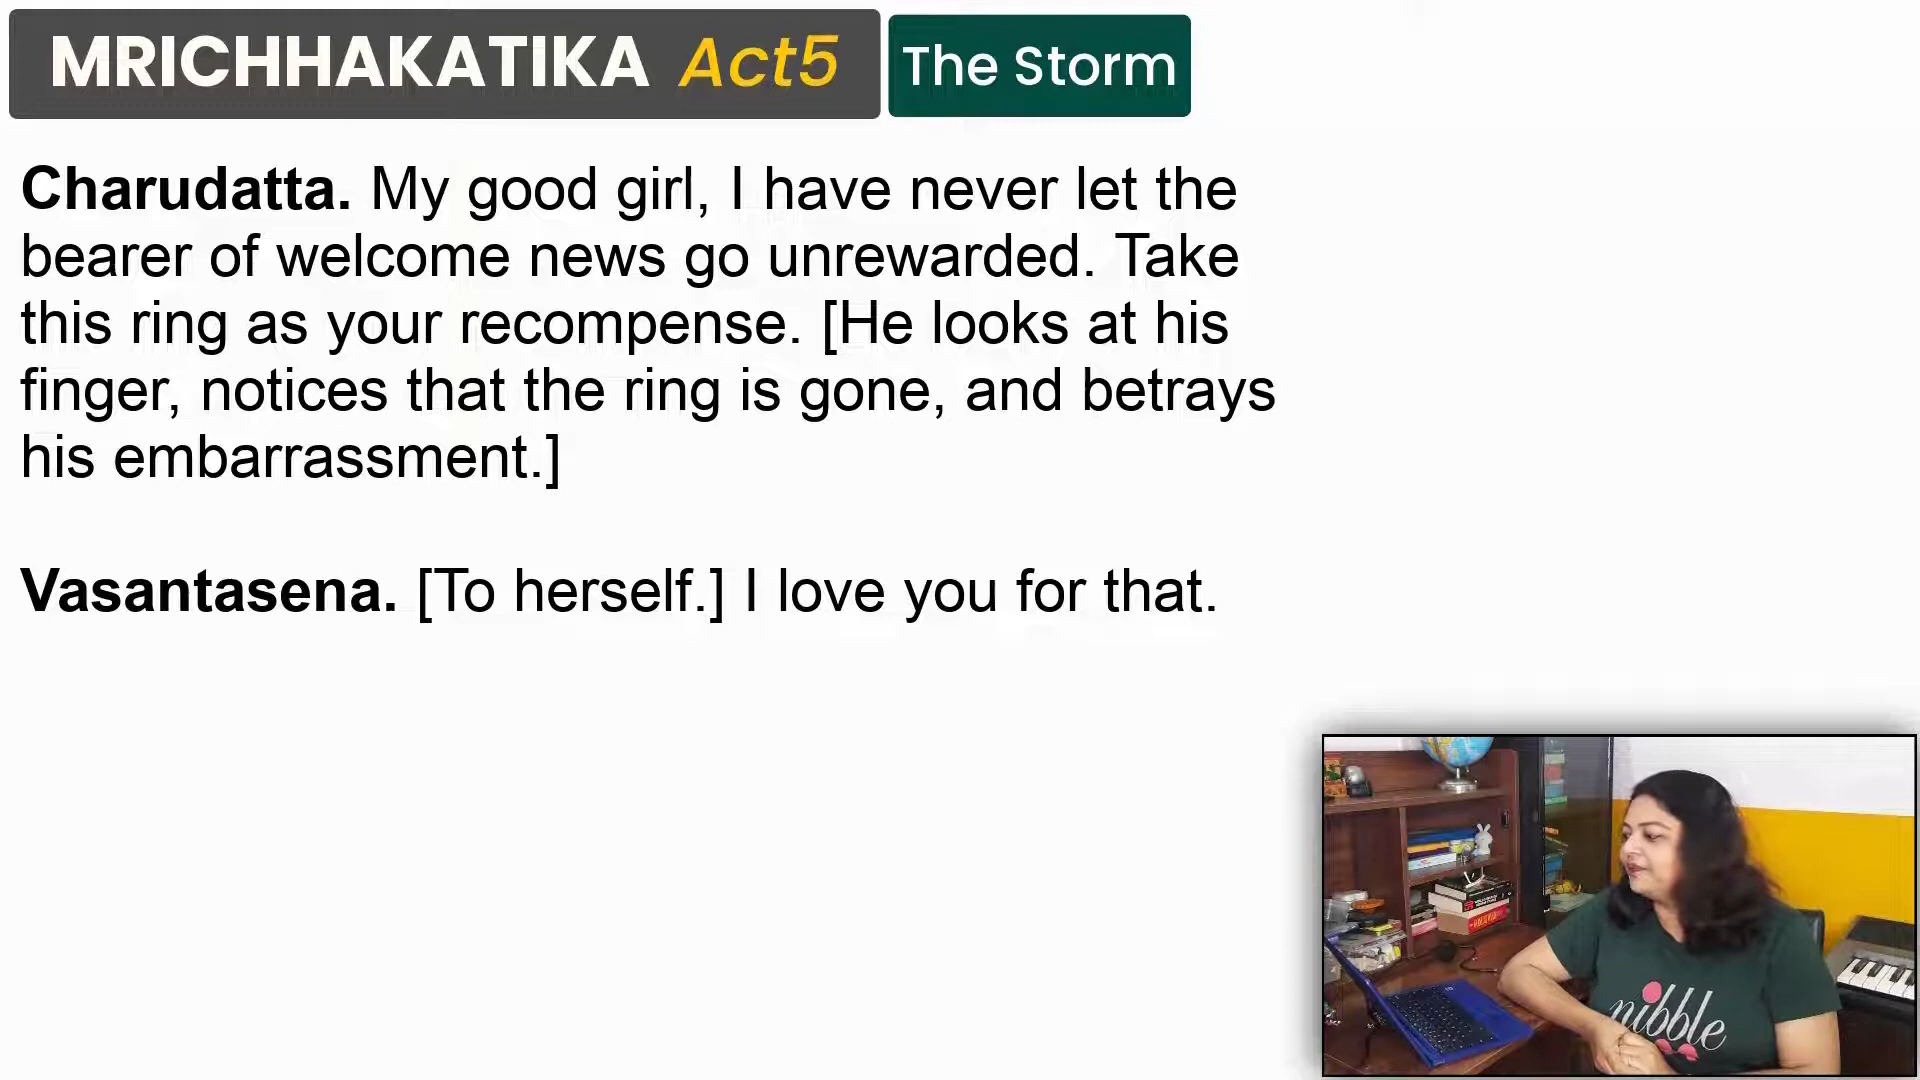 MRICHHAKATIKA Act5
The Storm
Charudatta. My good girl, I have never let the
bearer of welcome news go unrewarded. Take
this ring as your recompense. [He looks at his
finger, notices that the ring is gone, and betrays
his embarrassment.]
Vasantasena. [To herself.] I love you for that.
nibble